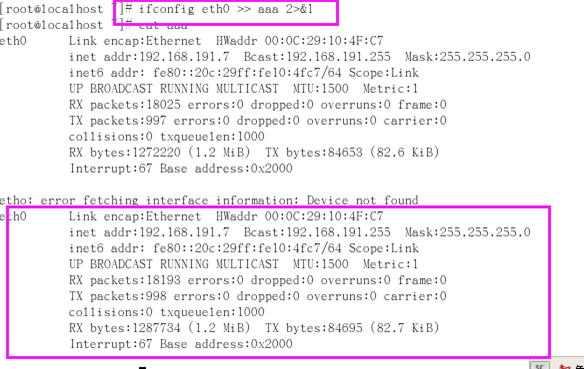 [root@localhost ~]# ifconfig eth0 >> aaa 2>&1
[root@localhost ~]# cat aaa
eth0 Link encap:Ethernet HWaddr 00:0C:29:10:4F:C7
inet addr:192.168.191.7 Bcast:192.168.191.255 Mask:255.255.255.0
inet6 addr: fe80::20c:29ff:fe10:4fc7/64 Scope:Link
UP BROADCAST RUNNING MULTICAST MTU:1500 Metric:1
RX packets:18025 errors:0 dropped:0 overruns:0 frame:0
TX packets:997 errors:0 dropped:0 overruns:0 carrier:0
collisions:0 txqueuelen:1000
RX bytes:1272220 (1.2 MiB) TX bytes:84653 (82.6 KiB)
Interrupt:67 Base address:0x2000
etho: error fetching interface information: Device not found
eth0 Link encap:Ethernet HWaddr 00:0C:29:10:4F:C7
inet addr:192.168.191.7 Bcast:192.168.191.255 Mask:255.255.255.0
inet6 addr: fe80::20c:29ff:fe10:4fc7/64 Scope:Link
UP BROADCAST RUNNING MULTICAST MTU:1500 Metric:1
RX packets:18193 errors:0 dropped:0 overruns:0 frame:0
TX packets:998 errors:0 dropped:0 overruns:0 carrier:0
collisions:0 txqueuelen:1000
RX bytes:1287734 (1.2 MiB) TX bytes:84695 (82.7 KiB)
Interrupt:67 Base address:0x2000